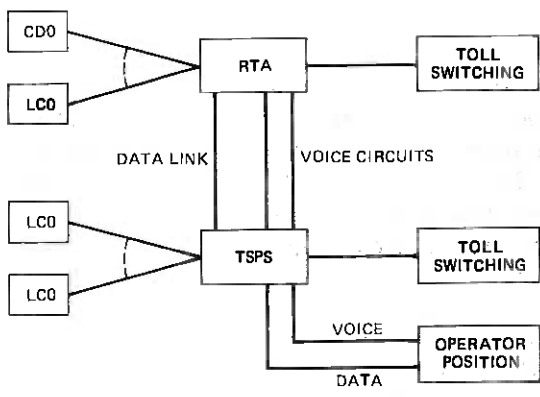 CDO
LCO
RTA
TOLL
SWITCHING
DATA LINK
VOICE CIRCUITS
LCO
LCO
TSPS
TOLL
SWITCHING
VOICE
DATA
OPERATOR
POSITION